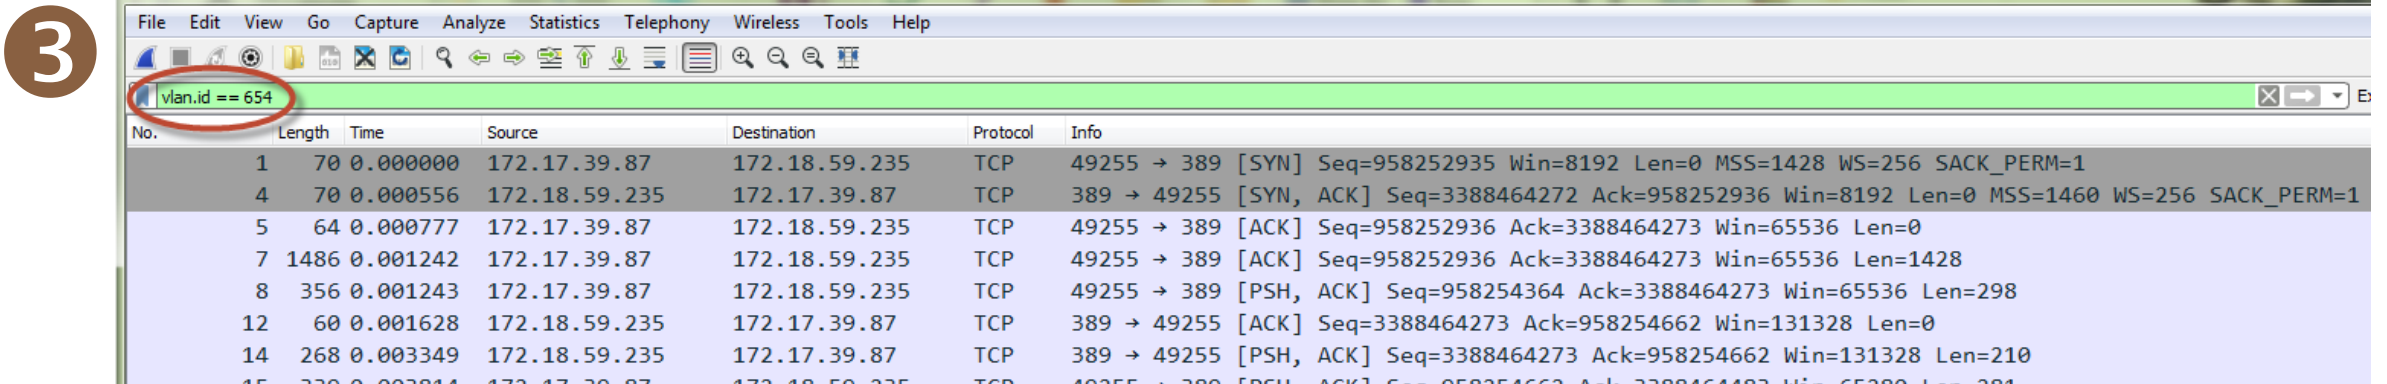 3
File Edit View Go Capture Analyze Statistics Telephony Wireless Tools Help
vlan.id == 654
No. Length Time Source Destination Protocol Info
1 70 0.000000 172.17.39.87 172.18.59.235 TCP 49255 → 389 [SYN] Seq=958252935 Win=8192 Len=0 MSS=1428 WS=256 SACK_PERM=1
4 70 0.000556 172.18.59.235 172.17.39.87 TCP 389 → 49255 [SYN, ACK] Seq=3388464272 Ack=958252936 Win=8192 Len=0 MSS=1460 WS=256 SACK_PERM=1
5 64 0.000777 172.17.39.87 172.18.59.235 TCP 49255 → 389 [ACK] Seq=958252936 Ack=3388464273 Win=65536 Len=0
7 1486 0.001242 172.17.39.87 172.18.59.235 TCP 49255 → 389 [ACK] Seq=958252936 Ack=3388464273 Win=65536 Len=1428
8 356 0.001243 172.17.39.87 172.18.59.235 TCP 49255 → 389 [PSH, ACK] Seq=958254364 Ack=3388464273 Win=65536 Len=298
12 60 0.001628 172.18.59.235 172.17.39.87 TCP 389 → 49255 [ACK] Seq=3388464273 Ack=958254662 Win=131328 Len=0
14 268 0.003349 172.18.59.235 172.17.39.87 TCP 389 → 49255 [PSH, ACK] Seq=3388464273 Ack=958254662 Win=131328 Len=210